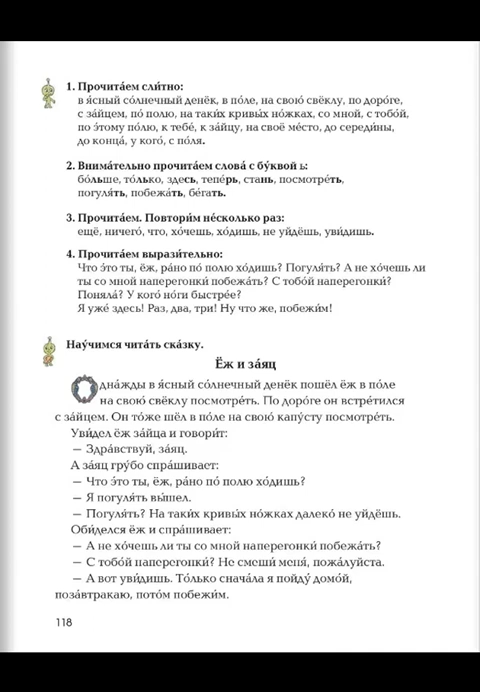 1. Прочита́ем сли́тно:
в я́сный со́лнечный денёк, в по́ле, на свою́ свёклу, по доро́ге,
с за́йцем, по́ полю, на таки́х кривы́х но́жках, со мной, с тобо́й,
по э́тому по́лю, к тебе́, к за́йцу, на своё ме́сто, до середи́ны,
до конца́, у кого́, с по́ля.
2. Внима́тельно прочита́ем слова́ с бу́квой ь:
бо́льше, то́лько, здесь, тепе́рь, стань, посмотре́ть,
погуля́ть, побежа́ть, бе́гать.
3. Прочита́ем. Повтори́м не́сколько раз:
ещё, ничего́, что, хо́чешь, хо́дишь, не уйдёшь, уви́дишь.
4. Прочита́ем вырази́тельно:
Что э́то ты, ёж, ра́но по́ полю хо́дишь? Погуля́ть? А не хо́чешь ли
ты со мной наперегонки́ побежа́ть? С тобо́й наперегонки́?
Поняла́? У кого́ но́ги быстре́е?
Я уже́ здесь! Раз, два, три! Ну что же, побежи́м!
Нау́чимся чита́ть ска́зку.
Ёж и за́яц
Одна́жды в я́сный со́лнечный денёк пошёл ёж в по́ле
на свою́ свёклу посмотре́ть. По доро́ге он встре́тился
с за́йцем. Он то́же шёл в по́ле на свою́ капу́сту посмотре́ть.
Уви́дел ёж за́йца и говори́т:
— Здра́вствуй, за́яц.
А за́яц гру́бо спра́шивает:
— Что э́то ты, ёж, ра́но по́ полю хо́дишь?
— Я погуля́ть вы́шел.
— Погуля́ть? На таки́х кривы́х но́жках далеко́ не уйдёшь.
Оби́делся ёж и спра́шивает:
— А не хо́чешь ли ты со мной наперегонки́ побежа́ть?
— С тобо́й наперегонки́? Не смеши́ меня́, пожа́луйста.
— А вот уви́дишь. То́лько снача́ла я пойду́ домо́й,
поза́втракаю, пото́м побежи́м.
118